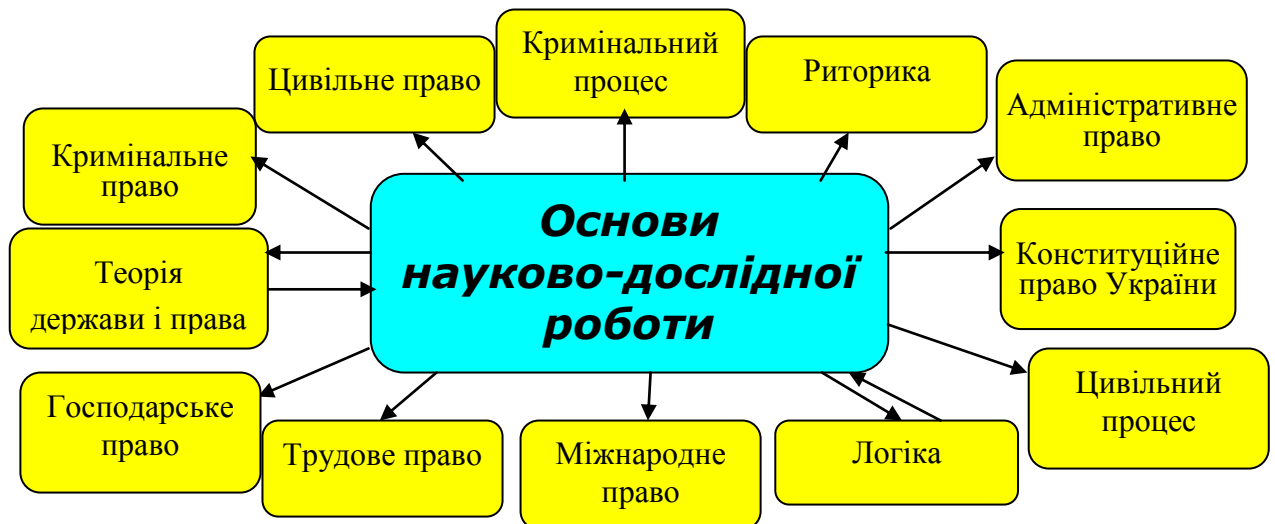 Кримінальний
процес
Цивільне право
Риторика
Адміністративне
право
Кримінальне
право
Основи
науково-дослідної
роботи
Теорія
держави і права
Конституційне
право України
Господарське
право
Цивільний
процес
Трудове право
Міжнародне
право
Логіка